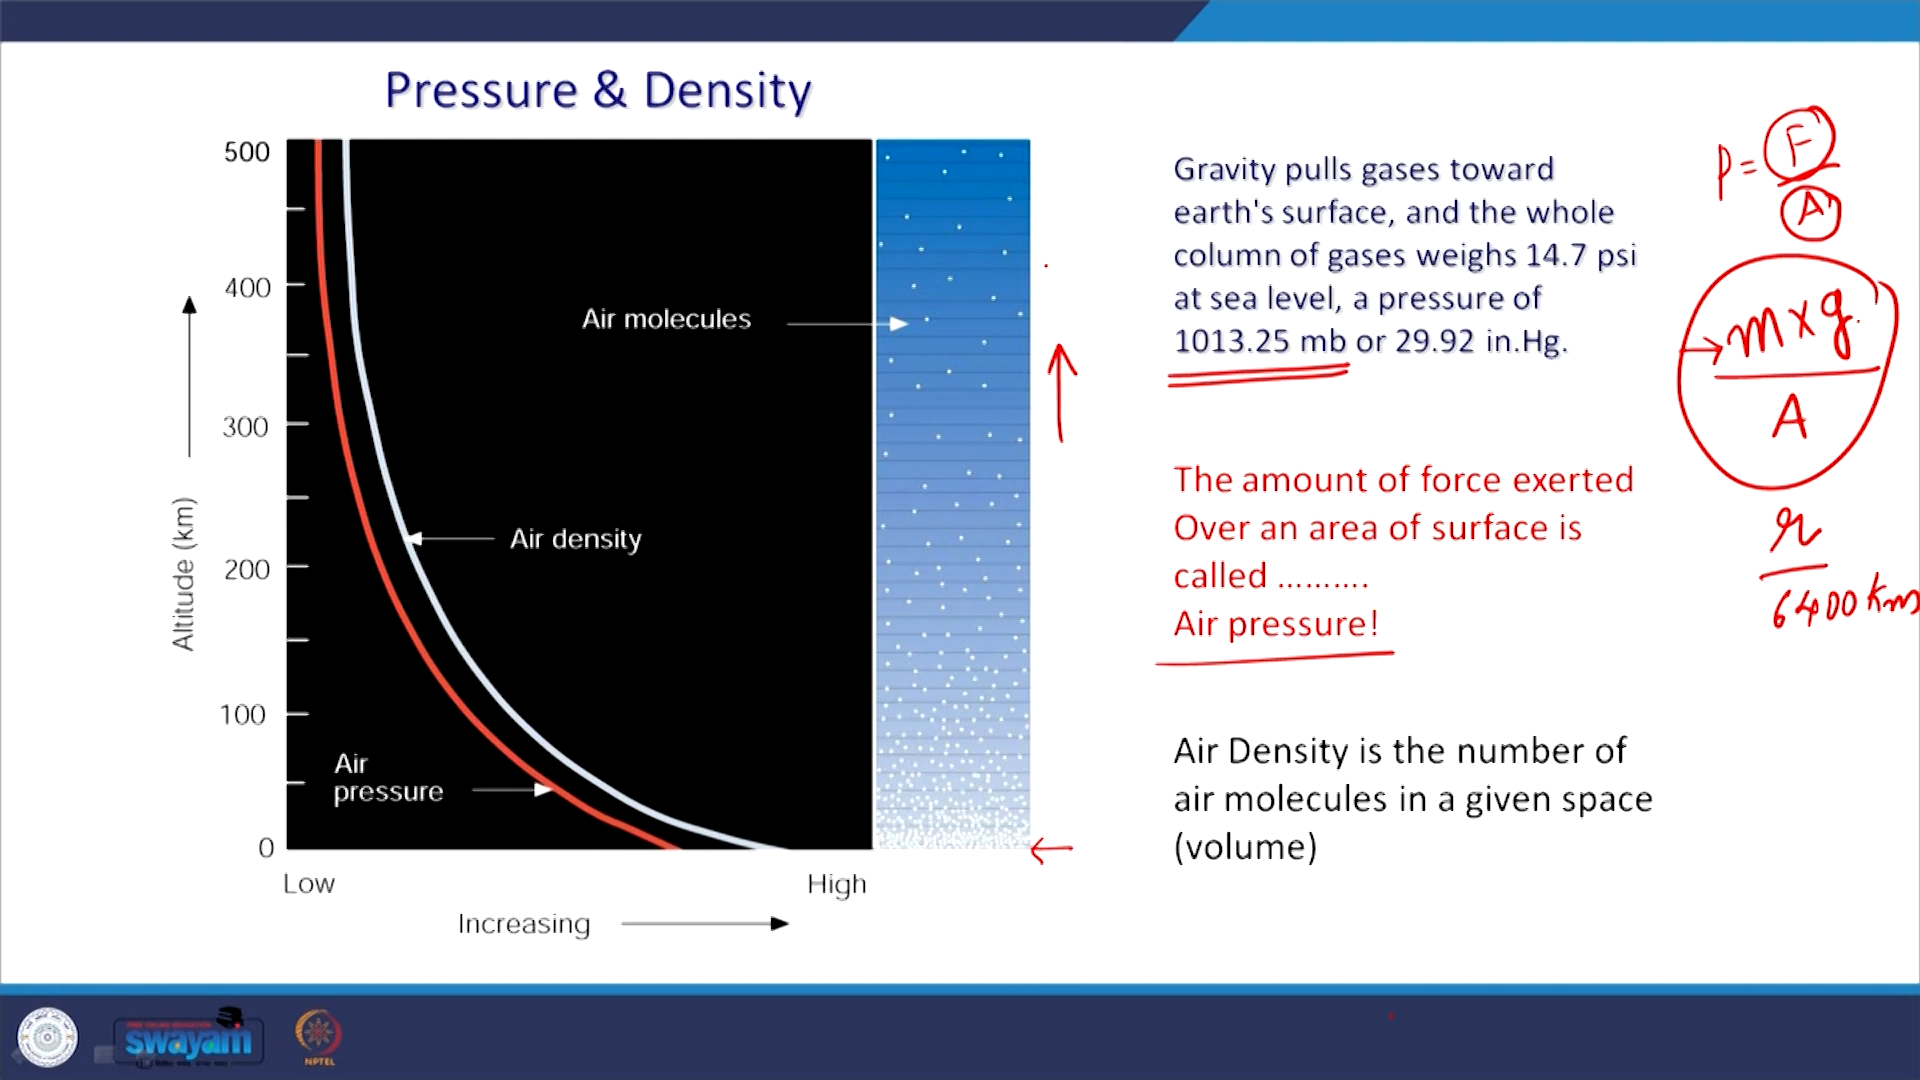 Pressure & Density
500
400
300
200
100
0
Altitude (km)
Air molecules
Air density
Air
pressure
Low
High
Increasing
Gravity pulls gases toward
earth's surface, and the whole
column of gases weighs 14.7 psi
at sea level, a pressure of
1013.25 mb or 29.92 in.Hg.
The amount of force exerted
Over an area of surface is
called ..........
Air pressure!
Air Density is the number of
air molecules in a given space
(volume)
P = F
A
m x g
A
r
6400 km
swayam
NPTEL